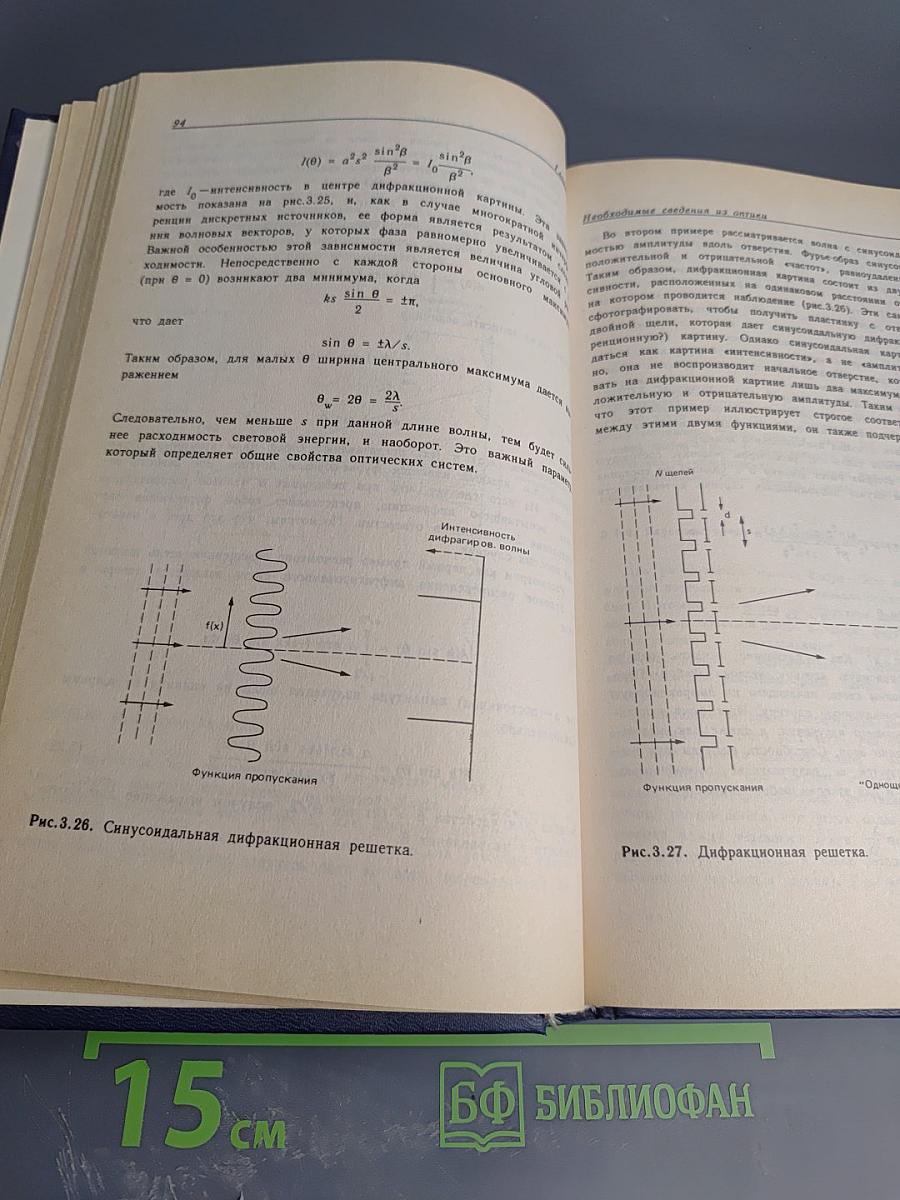 94
I(θ) = a²s² sin²β/β² = I₀ sin²β/β²,
где I₀—интенсивность в центре дифракционной картины. Эта
мость показана на рис.3.25, и, как в случае многократной
ренции дискретных источников, ее форма является результатом
ния волновых векторов, у которых фаза равномерно увеличивается.
Важной особенностью этой зависимости является величина угловой
ходимости. Непосредственно с каждой стороны основного
(при θ = 0) возникают два минимума, когда
ks sin θ/2 = ±π,
что дает
sin θ = ±λ/s.
Таким образом, для малых θ ширина центрального максимума дается
ражением
θw = 2θ = 2λ/s.
Следовательно, чем меньше s при данной длине волны, тем будет
нее расходимость световой энергии, и наоборот. Это важный
который определяет общие свойства оптических систем.
Интенсивность
дифрагиров. волны
f(x)
Функция пропускания
Рис.3.26. Синусоидальная дифракционная решетка.
Необходимые сведения из оптики
Во втором примере рассматривается волна с
мостью амплитуды вдоль отверстия. Фурье-образ
положительной и отрицательной «частот»,
Таким образом, дифракционная картина состоит из
сивности, расположенных на одинаковом расстоянии
на котором проводится наблюдение (рис.3.26). Эти
сфотографировать, чтобы получить пластинку с
двойной щели, которая дает синусоидальную
ренционную?) картину. Однако синусоидальная
даться как картина «интенсивности», а не
но, она не воспроизводит начальное отверстие,
вать на дифракционной картине лишь два
ложительную и отрицательную амплитуды. Таким
что этот пример иллюстрирует строгое
между этими двумя функциями, он также
N щелей
d
s
Функция пропускания
Рис.3.27. Дифракционная решетка.
15 см
БФ БИБЛИОФАН